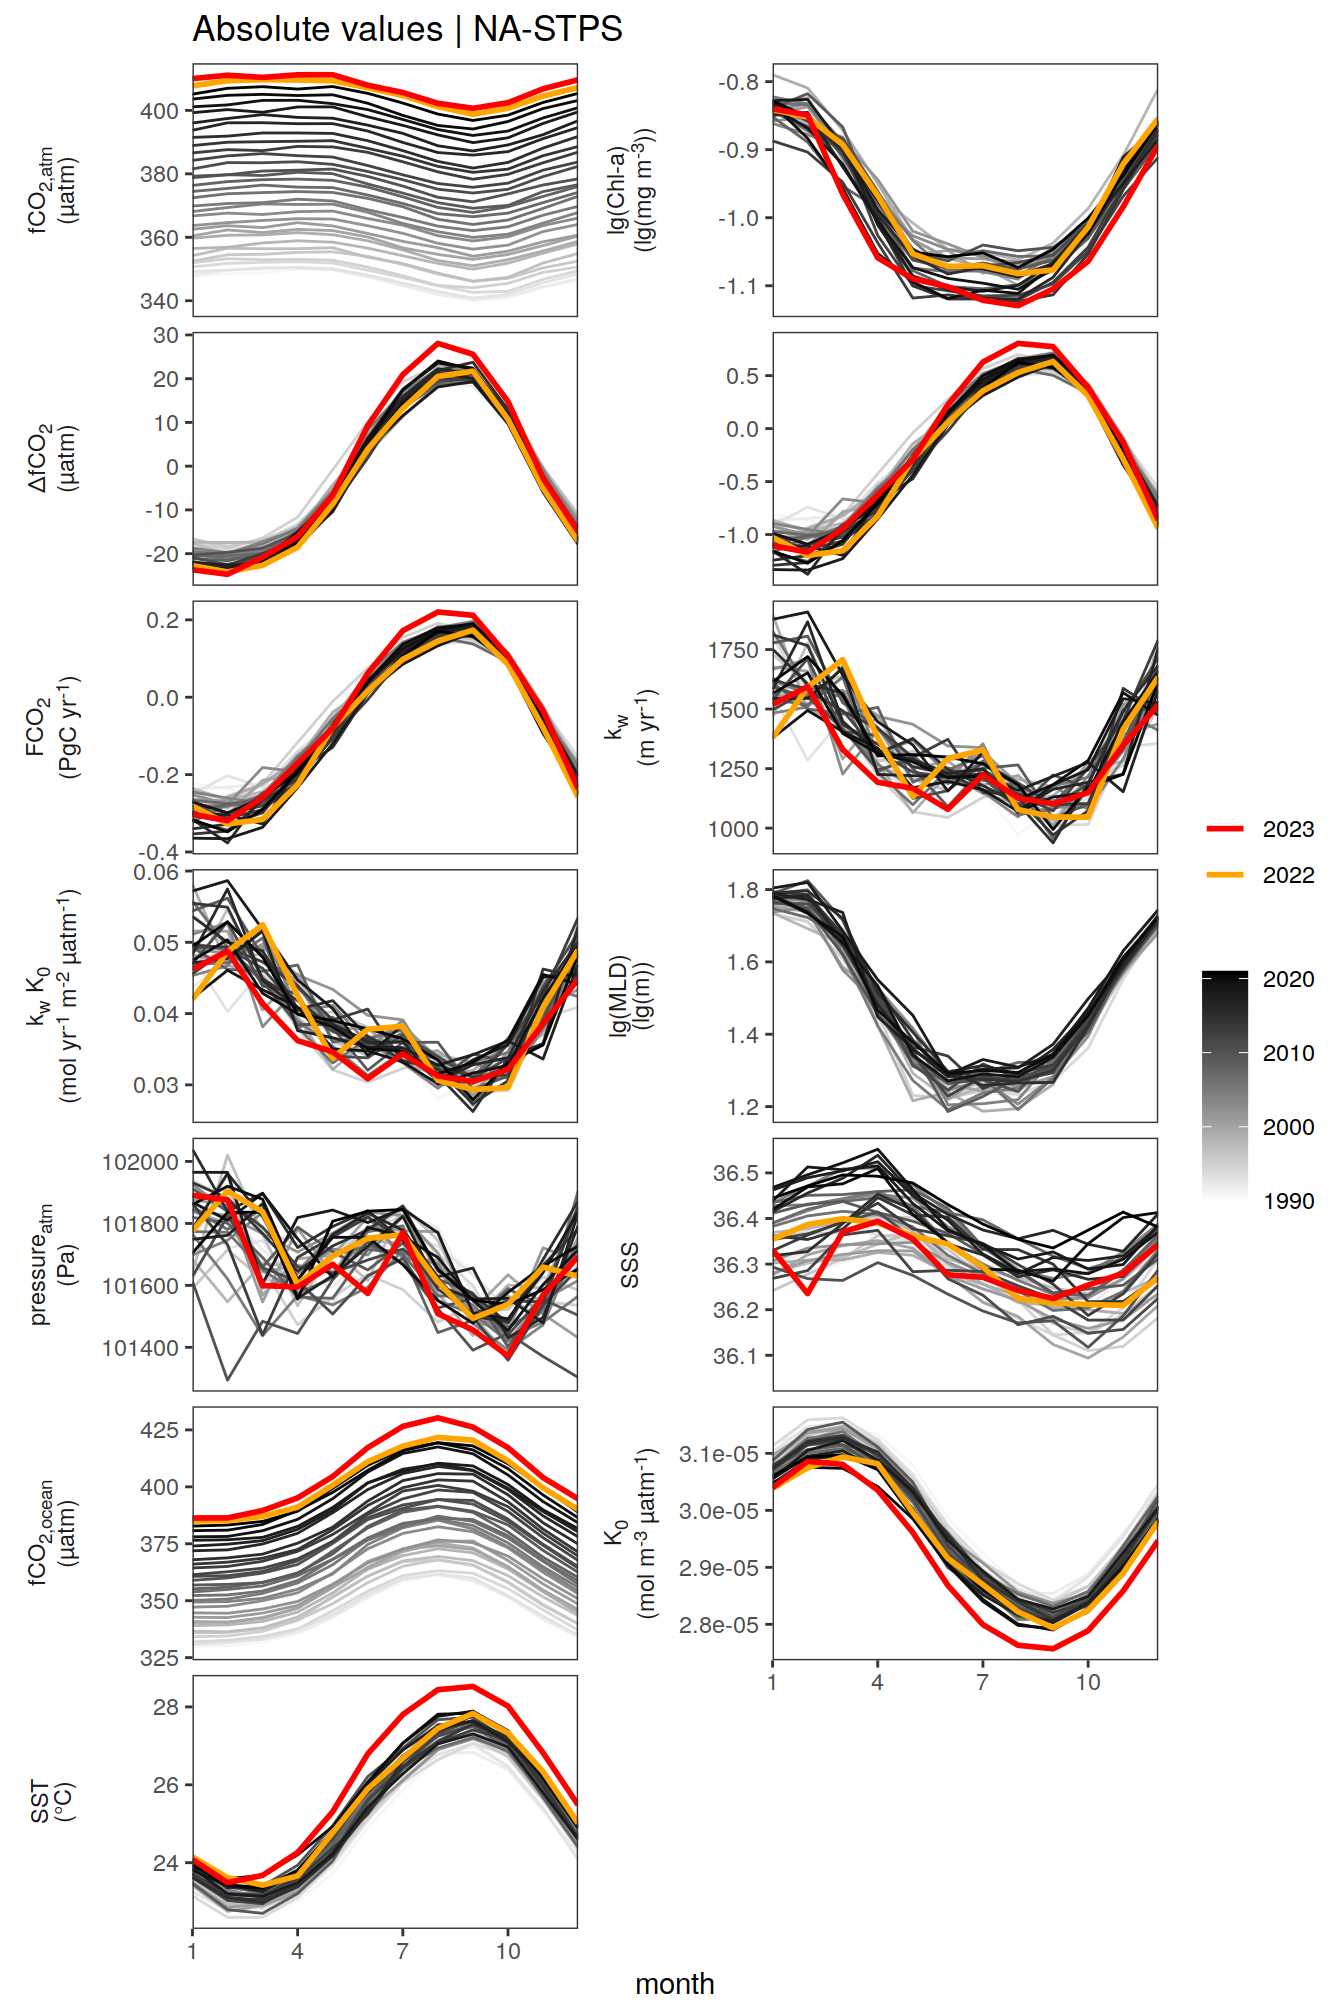 Absolute values | NA-STPS
fCO2,atm
(µatm)
400
380
360
340
lg(Chl-a)
(lg(mg m-3))
-0.8
-0.9
-1.0
-1.1
ΔfCO2
(µatm)
30
20
10
0
-10
-20
0.5
0.0
-0.5
-1.0
FCO2
(PgC yr-1)
0.2
0.0
-0.2
-0.4
kw
(m yr-1)
1750
1500
1250
1000
kw K0
(mol yr-1 m-2 µatm-1)
0.06
0.05
0.04
0.03
lg(MLD)
(lg(m))
1.8
1.6
1.4
1.2
pressureatm
(Pa)
102000
101800
101600
101400
SSS
36.5
36.4
36.3
36.2
36.1
fCO2,ocean
(µatm)
425
400
375
350
325
K0
(mol m-3 µatm-1)
3.1e-05
3.0e-05
2.9e-05
2.8e-05
1 4 7 10
SST
(°C)
28
26
24
1 4 7 10
month
2023
2022
2020
2010
2000
1990